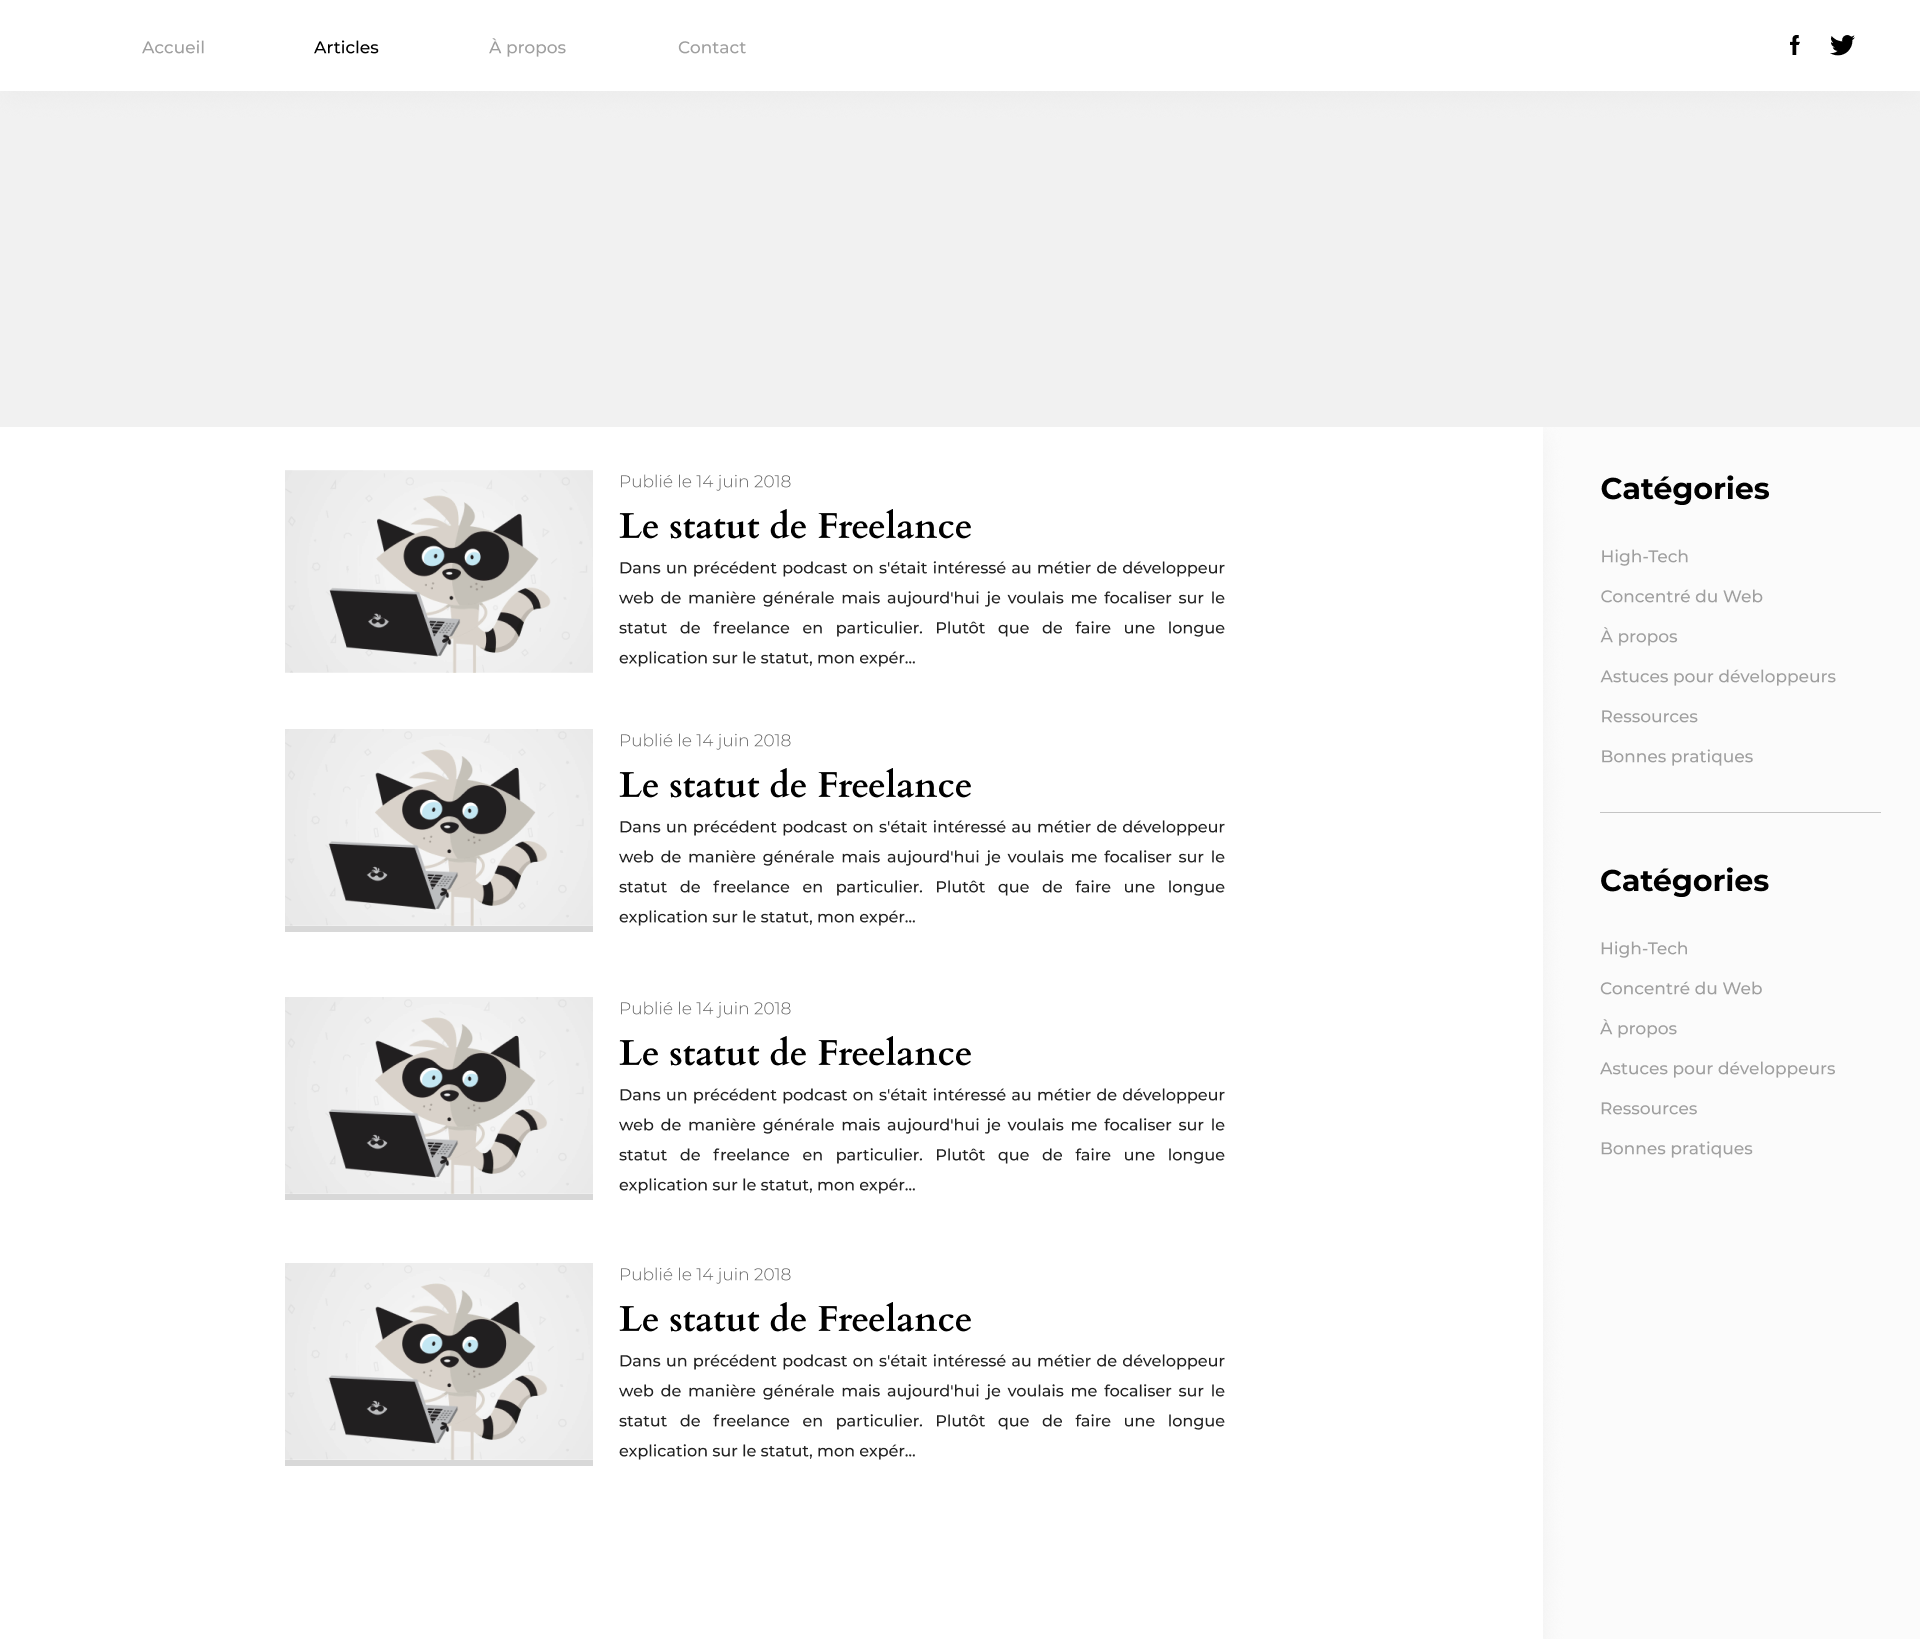 Accueil
Articles
À propos
Contact
Publié le 14 juin 2018
Le statut de Freelance
Dans un précédent podcast on s'était intéressé au métier de développeur
web de manière générale mais aujourd'hui je voulais me focaliser sur le
statut de freelance en particulier. Plutôt que de faire une longue
explication sur le statut, mon expér...
Publié le 14 juin 2018
Le statut de Freelance
Dans un précédent podcast on s'était intéressé au métier de développeur
web de manière générale mais aujourd'hui je voulais me focaliser sur le
statut de freelance en particulier. Plutôt que de faire une longue
explication sur le statut, mon expér...
Publié le 14 juin 2018
Le statut de Freelance
Dans un précédent podcast on s'était intéressé au métier de développeur
web de manière générale mais aujourd'hui je voulais me focaliser sur le
statut de freelance en particulier. Plutôt que de faire une longue
explication sur le statut, mon expér...
Publié le 14 juin 2018
Le statut de Freelance
Dans un précédent podcast on s'était intéressé au métier de développeur
web de manière générale mais aujourd'hui je voulais me focaliser sur le
statut de freelance en particulier. Plutôt que de faire une longue
explication sur le statut, mon expér...
Catégories
High-Tech
Concentré du Web
À propos
Astuces pour développeurs
Ressources
Bonnes pratiques
Catégories
High-Tech
Concentré du Web
À propos
Astuces pour développeurs
Ressources
Bonnes pratiques